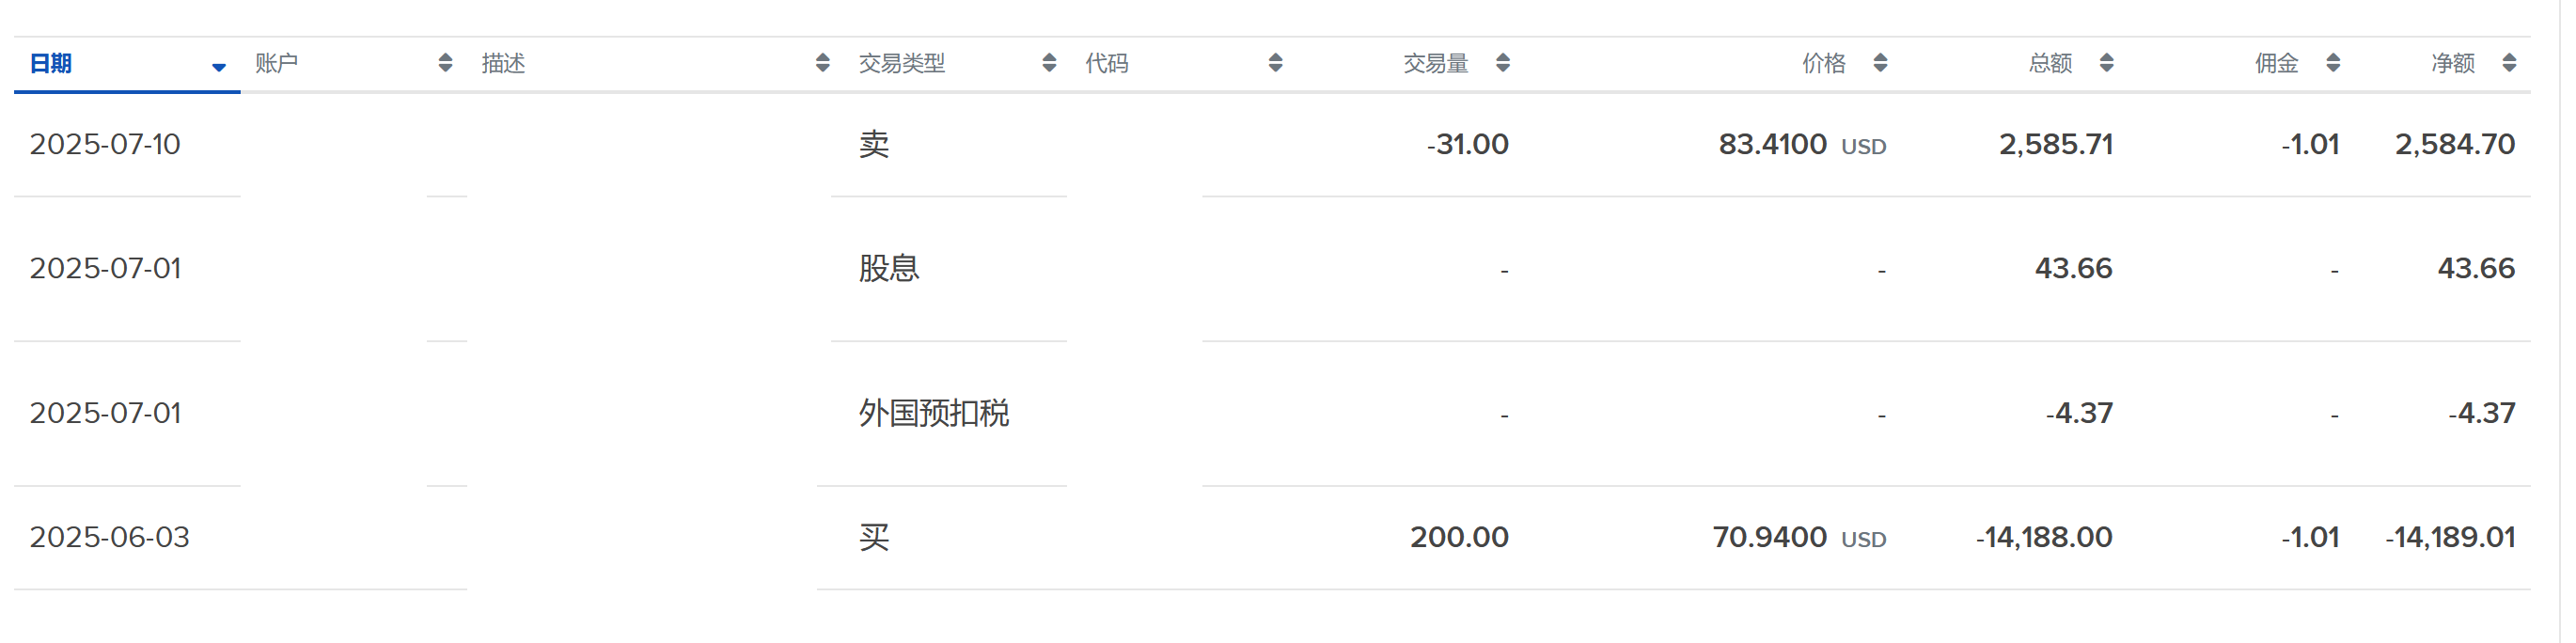 日期 账户 描述 交易类型 代码 交易量 价格 总额 佣金 净额
2025-07-10 卖 -31.00 83.4100 USD 2,585.71 -1.01 2,584.70
2025-07-01 股息 - - 43.66 - 43.66
2025-07-01 外国预扣税 - - -4.37 - -4.37
2025-06-03 买 200.00 70.9400 USD -14,188.00 -1.01 -14,189.01